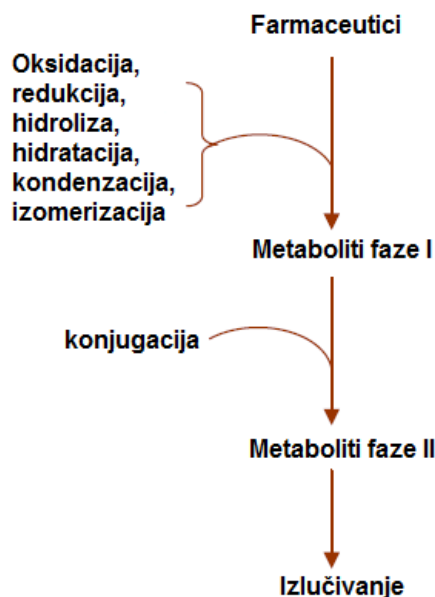 Farmaceutici
Oksidacija,
redukcija,
hidroliza,
hidratacija,
kondenzacija,
izomerizacija
Metaboliti faze I
konjugacija
Metaboliti faze II
Izlučivanje